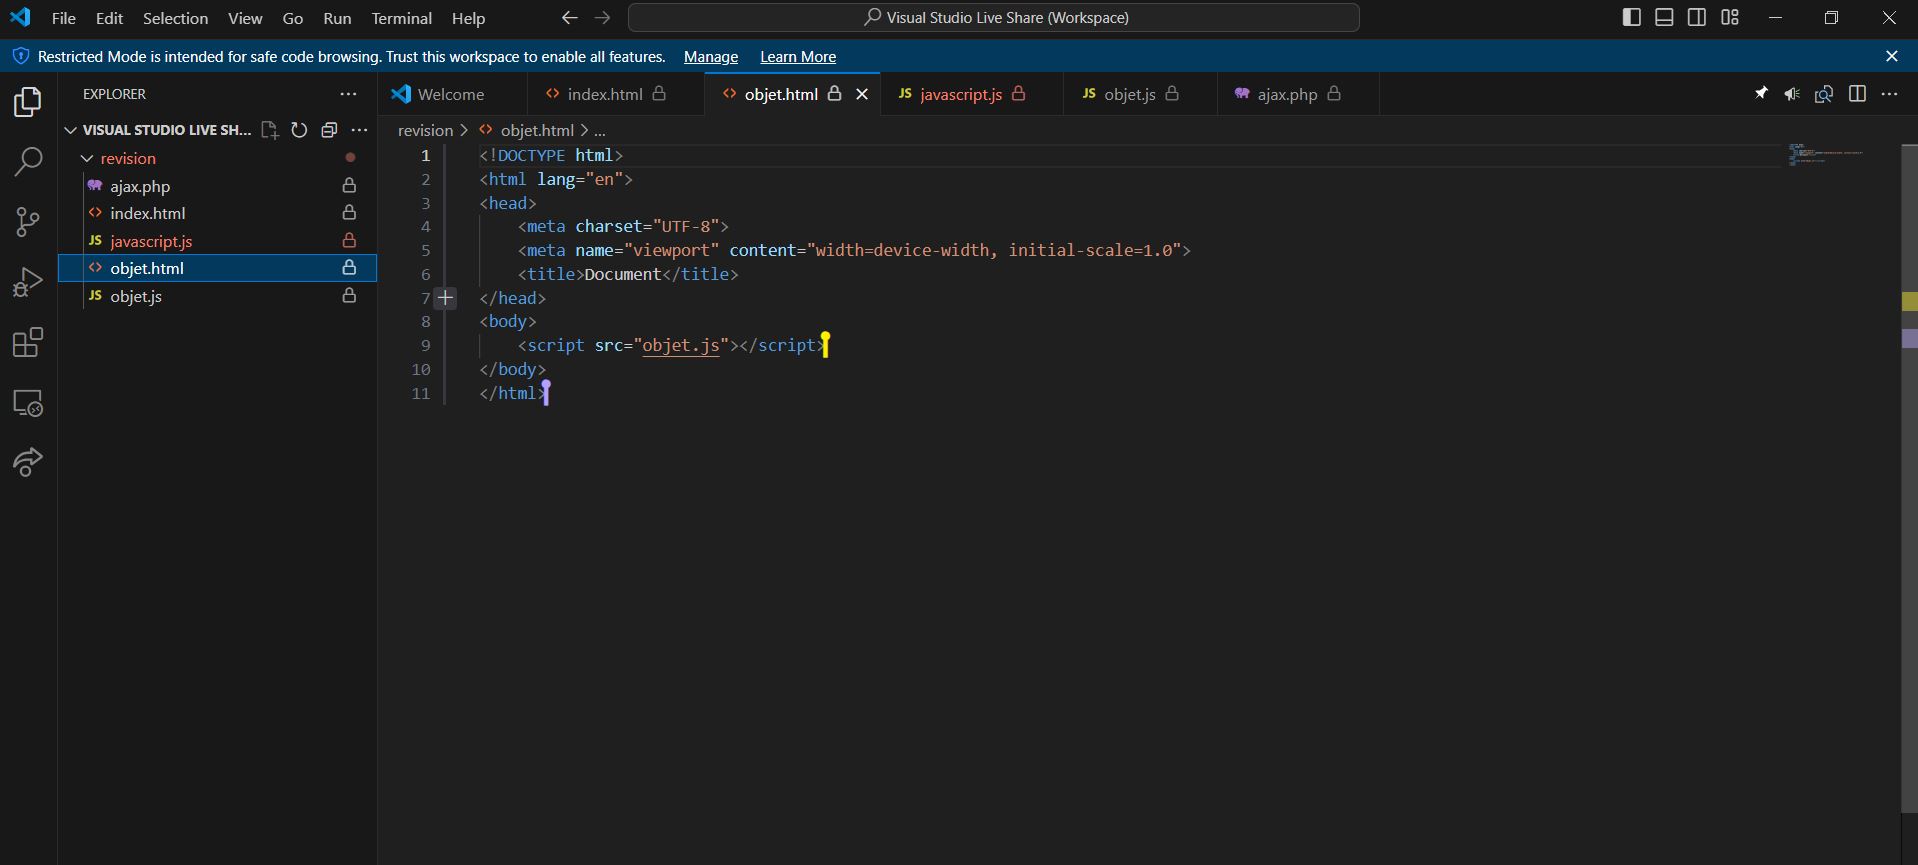 File Edit Selection View Go Run Terminal Help
Visual Studio Live Share (Workspace)
Restricted Mode is intended for safe code browsing. Trust this workspace to enable all features. Manage Learn More
EXPLORER
VISUAL STUDIO LIVE SH...
revision
ajax.php
index.html
JS javascript.js
objet.html
JS objet.js
Welcome
index.html
objet.html
JS javascript.js
JS objet.js
ajax.php
revision > objet.html > ...
1 <!DOCTYPE html>
2 <html lang="en">
3 <head>
4 <meta charset="UTF-8">
5 <meta name="viewport" content="width=device-width, initial-scale=1.0">
6 <title>Document</title>
7 </head>
8 <body>
9 <script src="objet.js"></script>
10 </body>
11 </html>